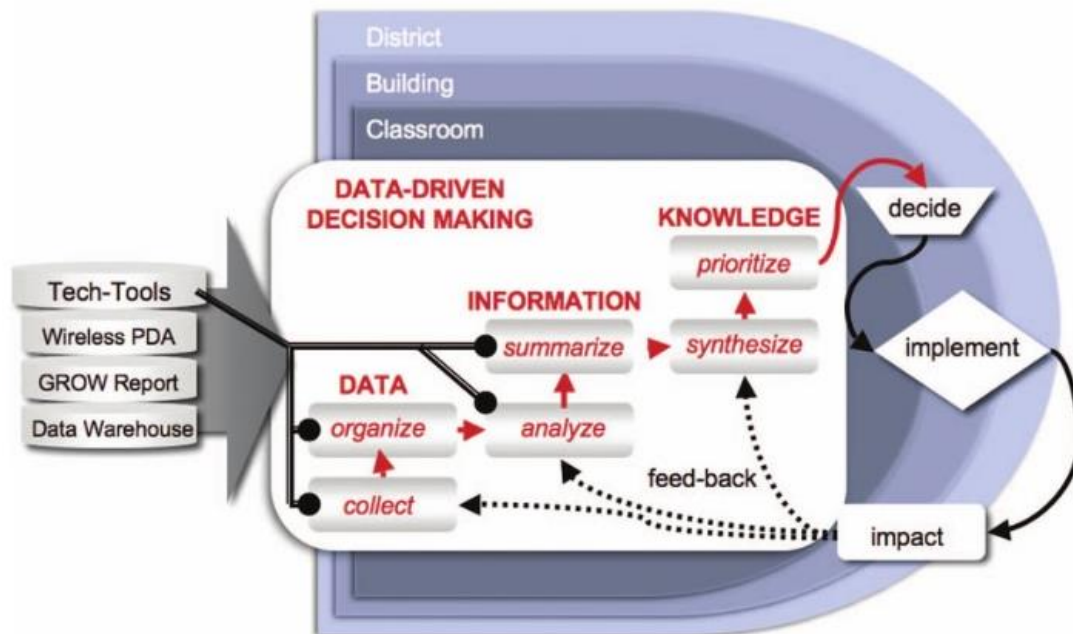 District
Building
Classroom
DATA-DRIVEN
DECISION MAKING
KNOWLEDGE
prioritize
decide
Tech-Tools
Wireless PDA
GROW Report
Data Warehouse
INFORMATION
summarize
synthesize
implement
DATA
organize
analyze
collect
feed-back
impact